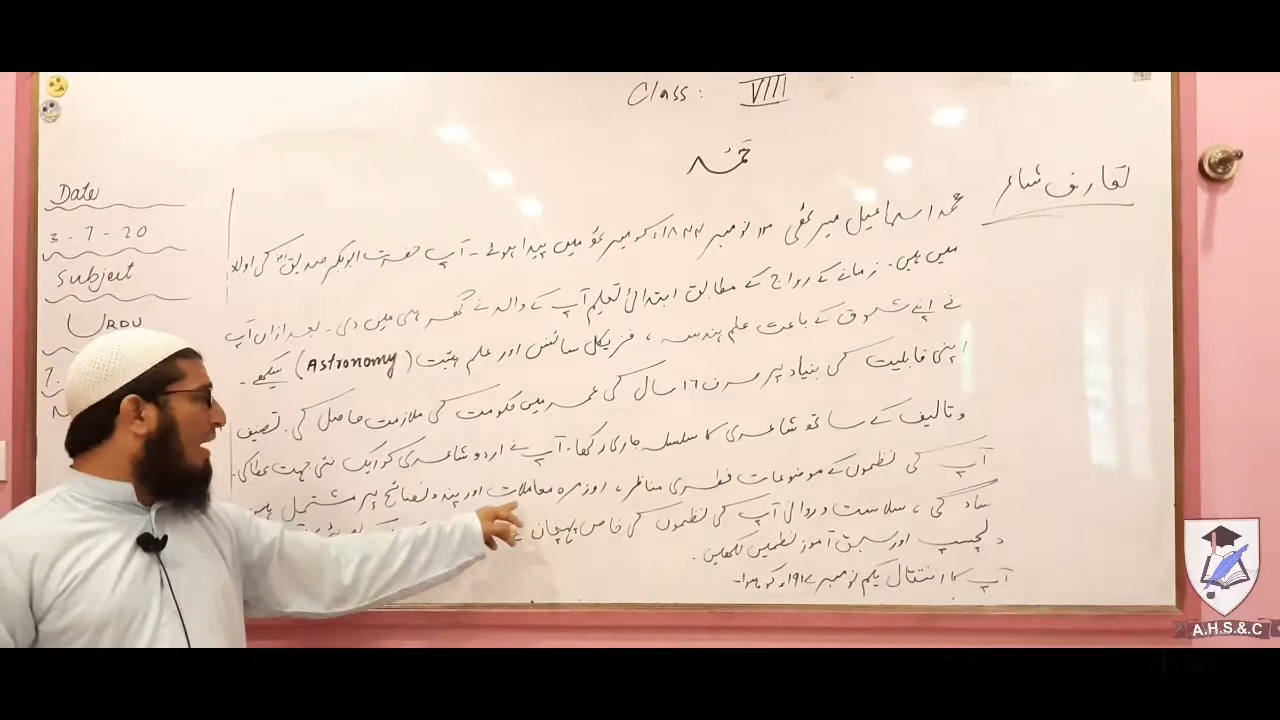 Class: VIII
حمد
تعارف شاعر
Date
3-7-20
Subject
URDU
7.
محمد اسماعیل میرٹھی ۱۲ نومبر ۱۸۴۴ء کو میرٹھ میں پیدا ہوئے۔ آپ حضرت ابوبکر صدیقؓ کی اولاد
میں ہیں۔ زمانے کے رواج کے مطابق ابتدائی تعلیم آپ کے والد نے گھر ہی میں دی۔ بعد ازاں آپ
نے اپنے شوق کے باعث علم ہندسہ، فزیکل سائنس اور علم ہیئت (Astronomy) سیکھے۔
اپنی قابلیت کی بنیاد پر صرف ۱۶ سال کی عمر میں حکومت کی ملازمت حاصل کی۔ تصنیف
و تالیف کے ساتھ شاعری کا سلسلہ جاری رکھا۔ آپ نے اردو شاعری کو ایک نئی جہت عطا کی۔
آپ کی نظموں کے موضوعات فطری مناظر، روزمرہ معاملات اور پند و نصائح پر مشتمل ہیں
سادگی، سلاست و روانی آپ کی نظموں کی خاص پہچان
دلچسپ اور سبق آموز نظمیں لکھیں۔
آپ کا انتقال یکم نومبر ۱۹۱۷ء کو ہوا۔
A.H.S.&C